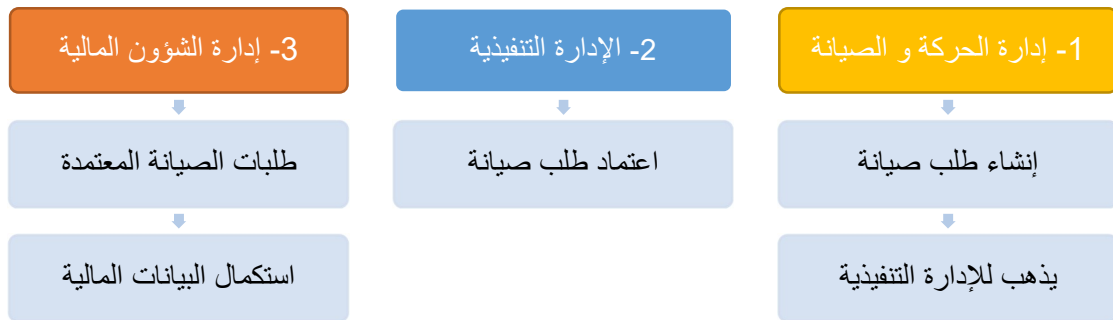 1- إدارة الحركة و الصيانة
إنشاء طلب صيانة
يذهب للإدارة التنفيذية
2- الإدارة التنفيذية
اعتماد طلب صيانة
3- إدارة الشؤون المالية
طلبات الصيانة المعتمدة
استكمال البيانات المالية